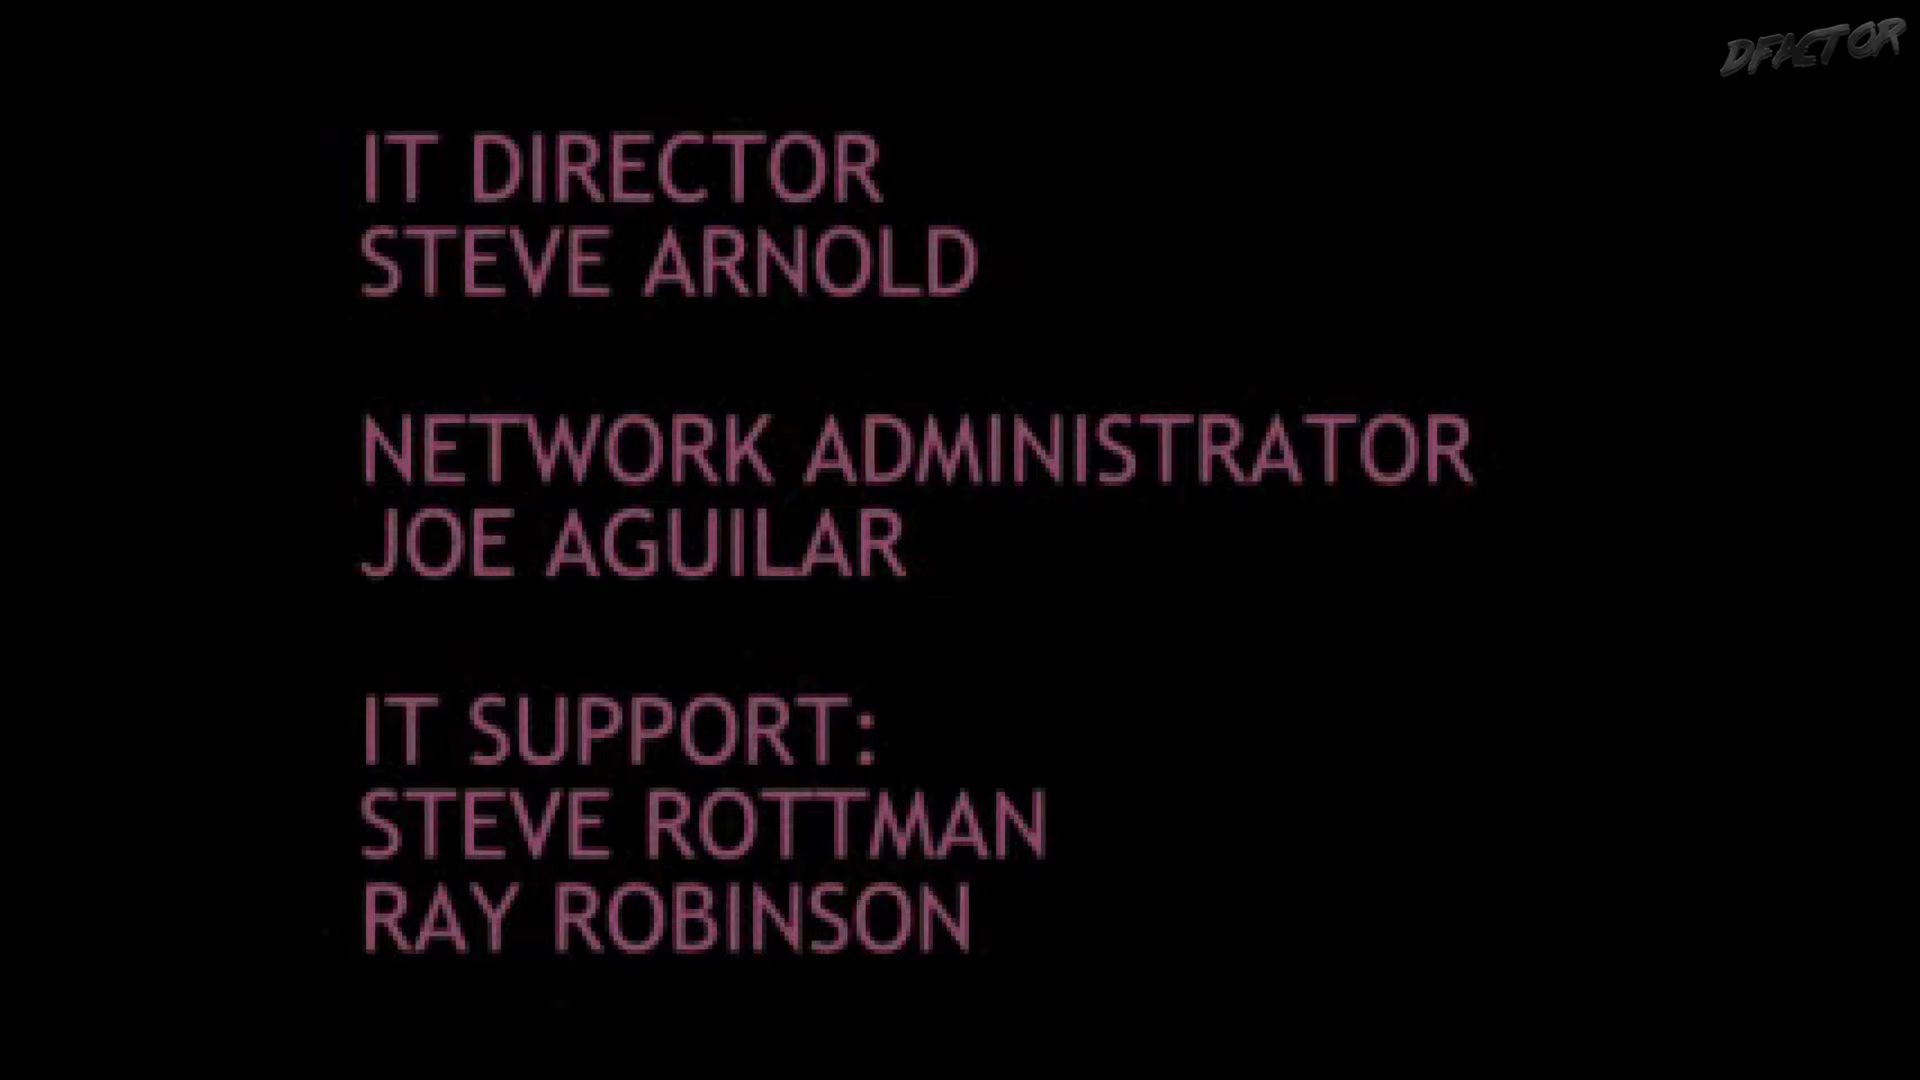 DFACTOR
IT DIRECTOR
STEVE ARNOLD
NETWORK ADMINISTRATOR
JOE AGUILAR
IT SUPPORT:
STEVE ROTTMAN
RAY ROBINSON